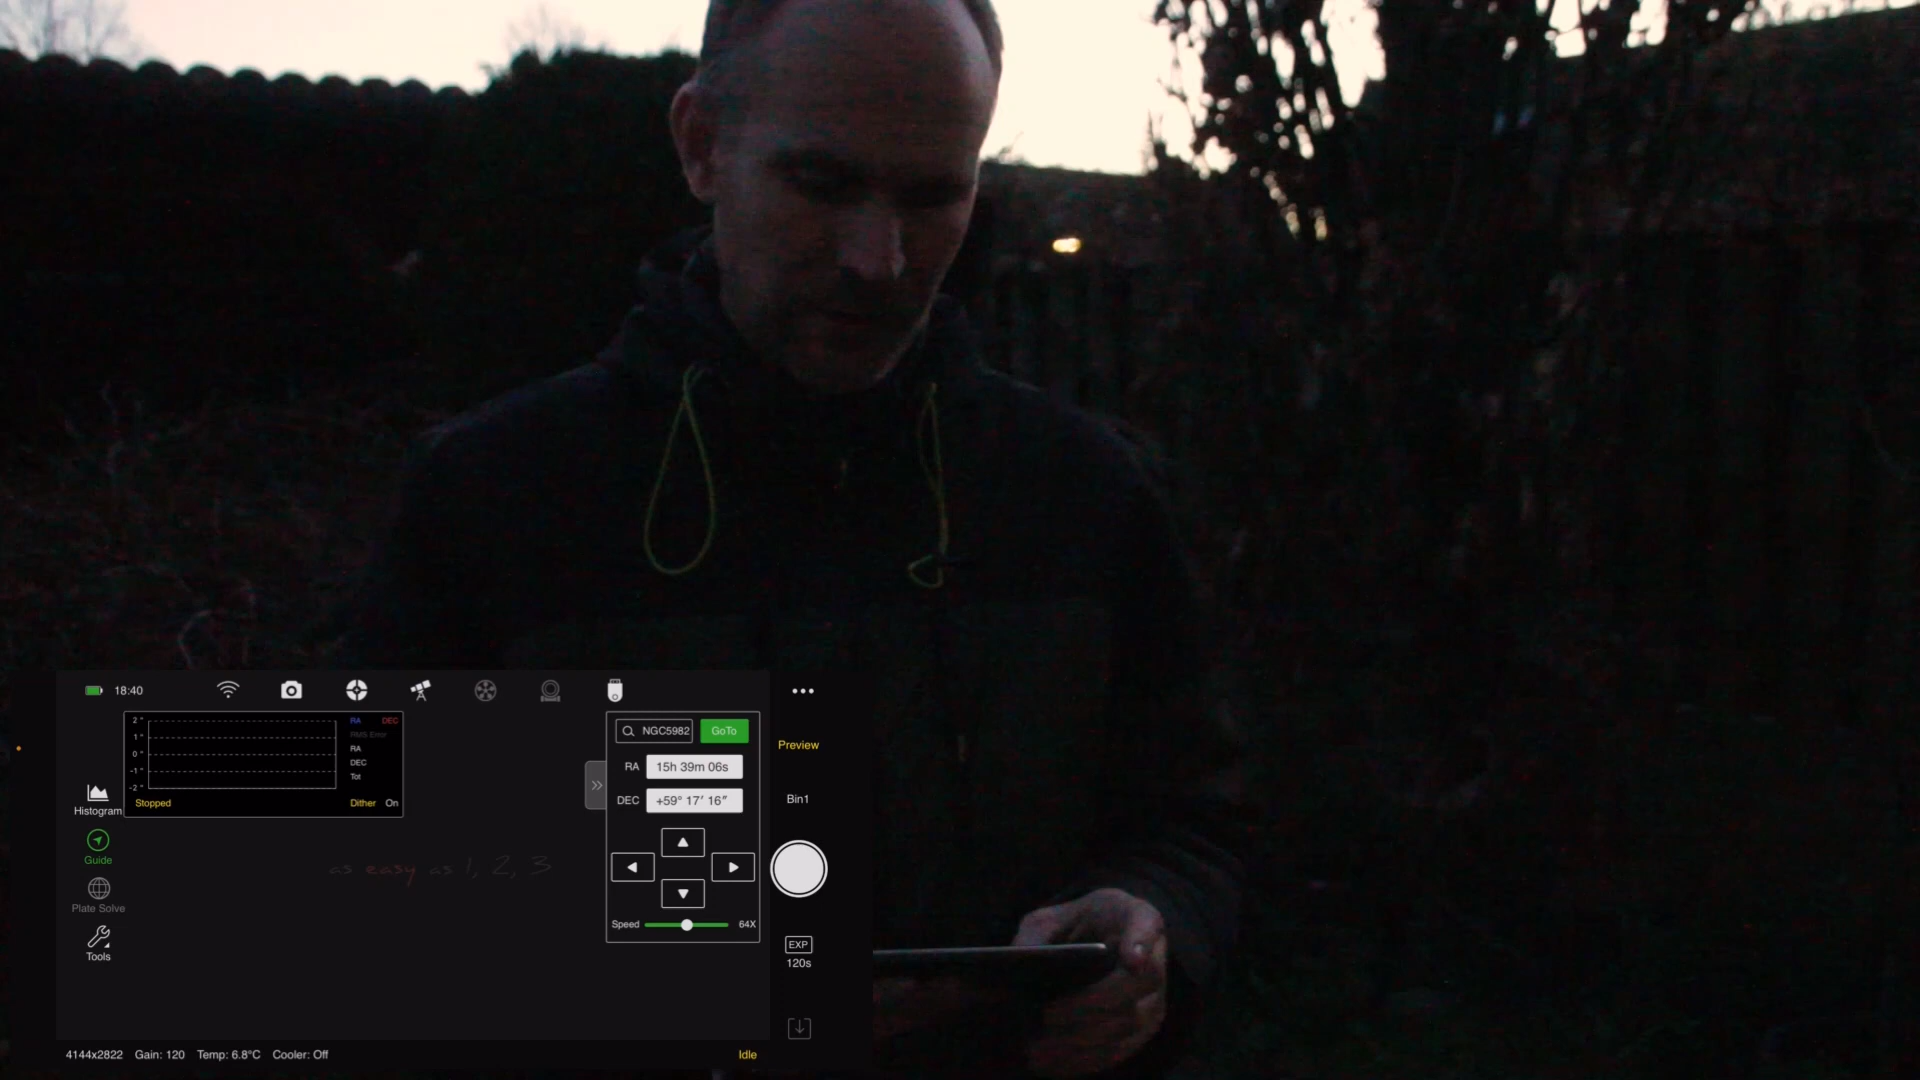 18:40
2 "
1 "
0 "
-1 "
-2 "
RA DEC
RMS Error
RA
DEC
Tot
Stopped
Dither On
Histogram
Guide
Plate Solve
Tools
as easy as 1, 2, 3
NGC5982 GoTo
RA 15h 39m 06s
DEC +59° 17′ 16″
Speed 64X
Preview
Bin1
EXP
120s
4144x2822 Gain: 120 Temp: 6.8°C Cooler: Off
Idle